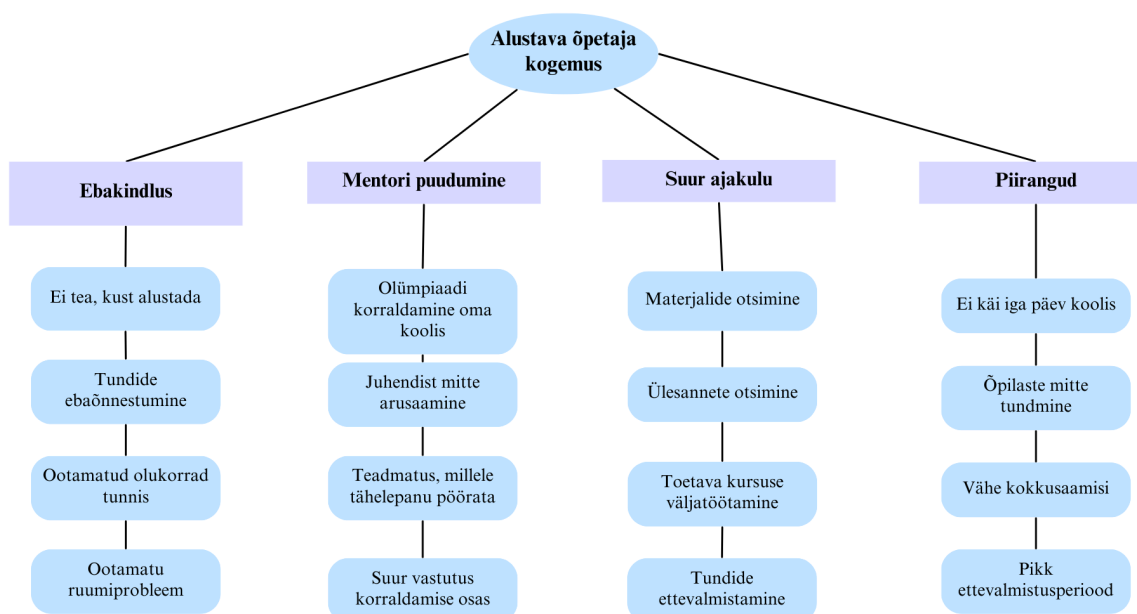 Alustava õpetaja
kogemus
Ebakindlus
Ei tea, kust alustada
Tundide
ebaõnnestumine
Ootamatud olukorrad
tunnis
Ootamatu
ruumiprobleem
Mentori puudumine
Olümpiaadi
korraldamine oma
koolis
Juhendist mitte
arusaamine
Teadmatus, millele
tähelepanu pöörata
Suur vastutus
korraldamise osas
Suur ajakulu
Materjalide otsimine
Ülesannete otsimine
Toetava kursuse
väljatöötamine
Tundide
ettevalmistamine
Piirangud
Ei käi iga päev koolis
Õpilaste mitte
tundmine
Vähe kokkusaamisi
Pikk
ettevalmistusperiood